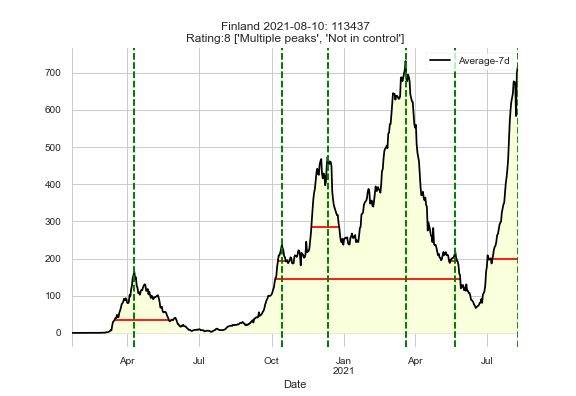 Finland 2021-08-10: 113437
Rating:8 ['Multiple peaks', 'Not in control']
Average-7d
700
600
500
400
300
200
100
0
Apr
Jul
Oct
Jan
2021
Apr
Jul
Date